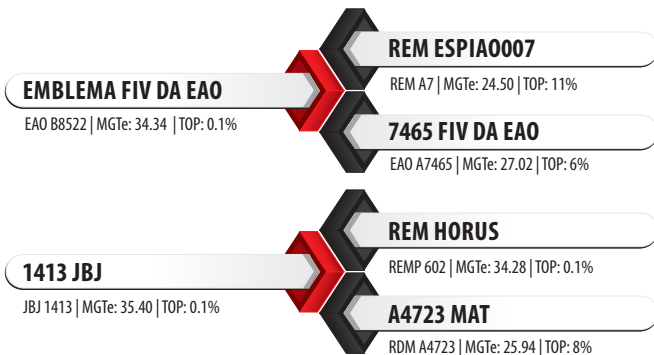 REM ESPIAO007
REM A7 | MGTe: 24.50 | TOP: 11%
EMBLEMA FIV DA EAO
EAO B8522 | MGTe: 34.34 | TOP: 0.1%
7465 FIV DA EAO
EAO A7465 | MGTe: 27.02 | TOP: 6%
REM HORUS
REMP 602 | MGTe: 34.28 | TOP: 0.1%
1413 JBJ
JBJ 1413 | MGTe: 35.40 | TOP: 0.1%
A4723 MAT
RDM A4723 | MGTe: 25.94 | TOP: 8%